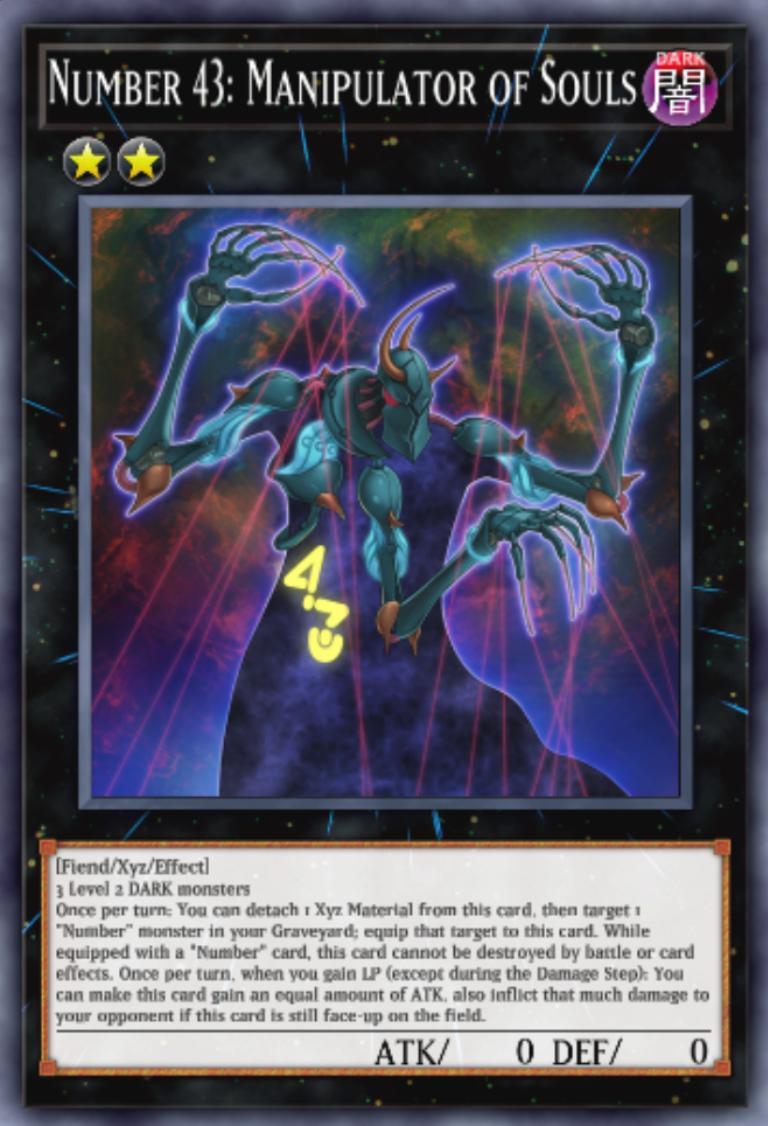 NUMBER 43: MANIPULATOR OF SOULS
DARK
闇
43
[Fiend/Xyz/Effect]
3 Level 2 DARK monsters
Once per turn: You can detach 1 Xyz Material from this card, then target 1
"Number" monster in your Graveyard; equip that target to this card. While
equipped with a "Number" card, this card cannot be destroyed by battle or card
effects. Once per turn, when you gain LP (except during the Damage Step): You
can make this card gain an equal amount of ATK, also inflict that much damage to
your opponent if this card is still face-up on the field.
ATK/ 0 DEF/ 0